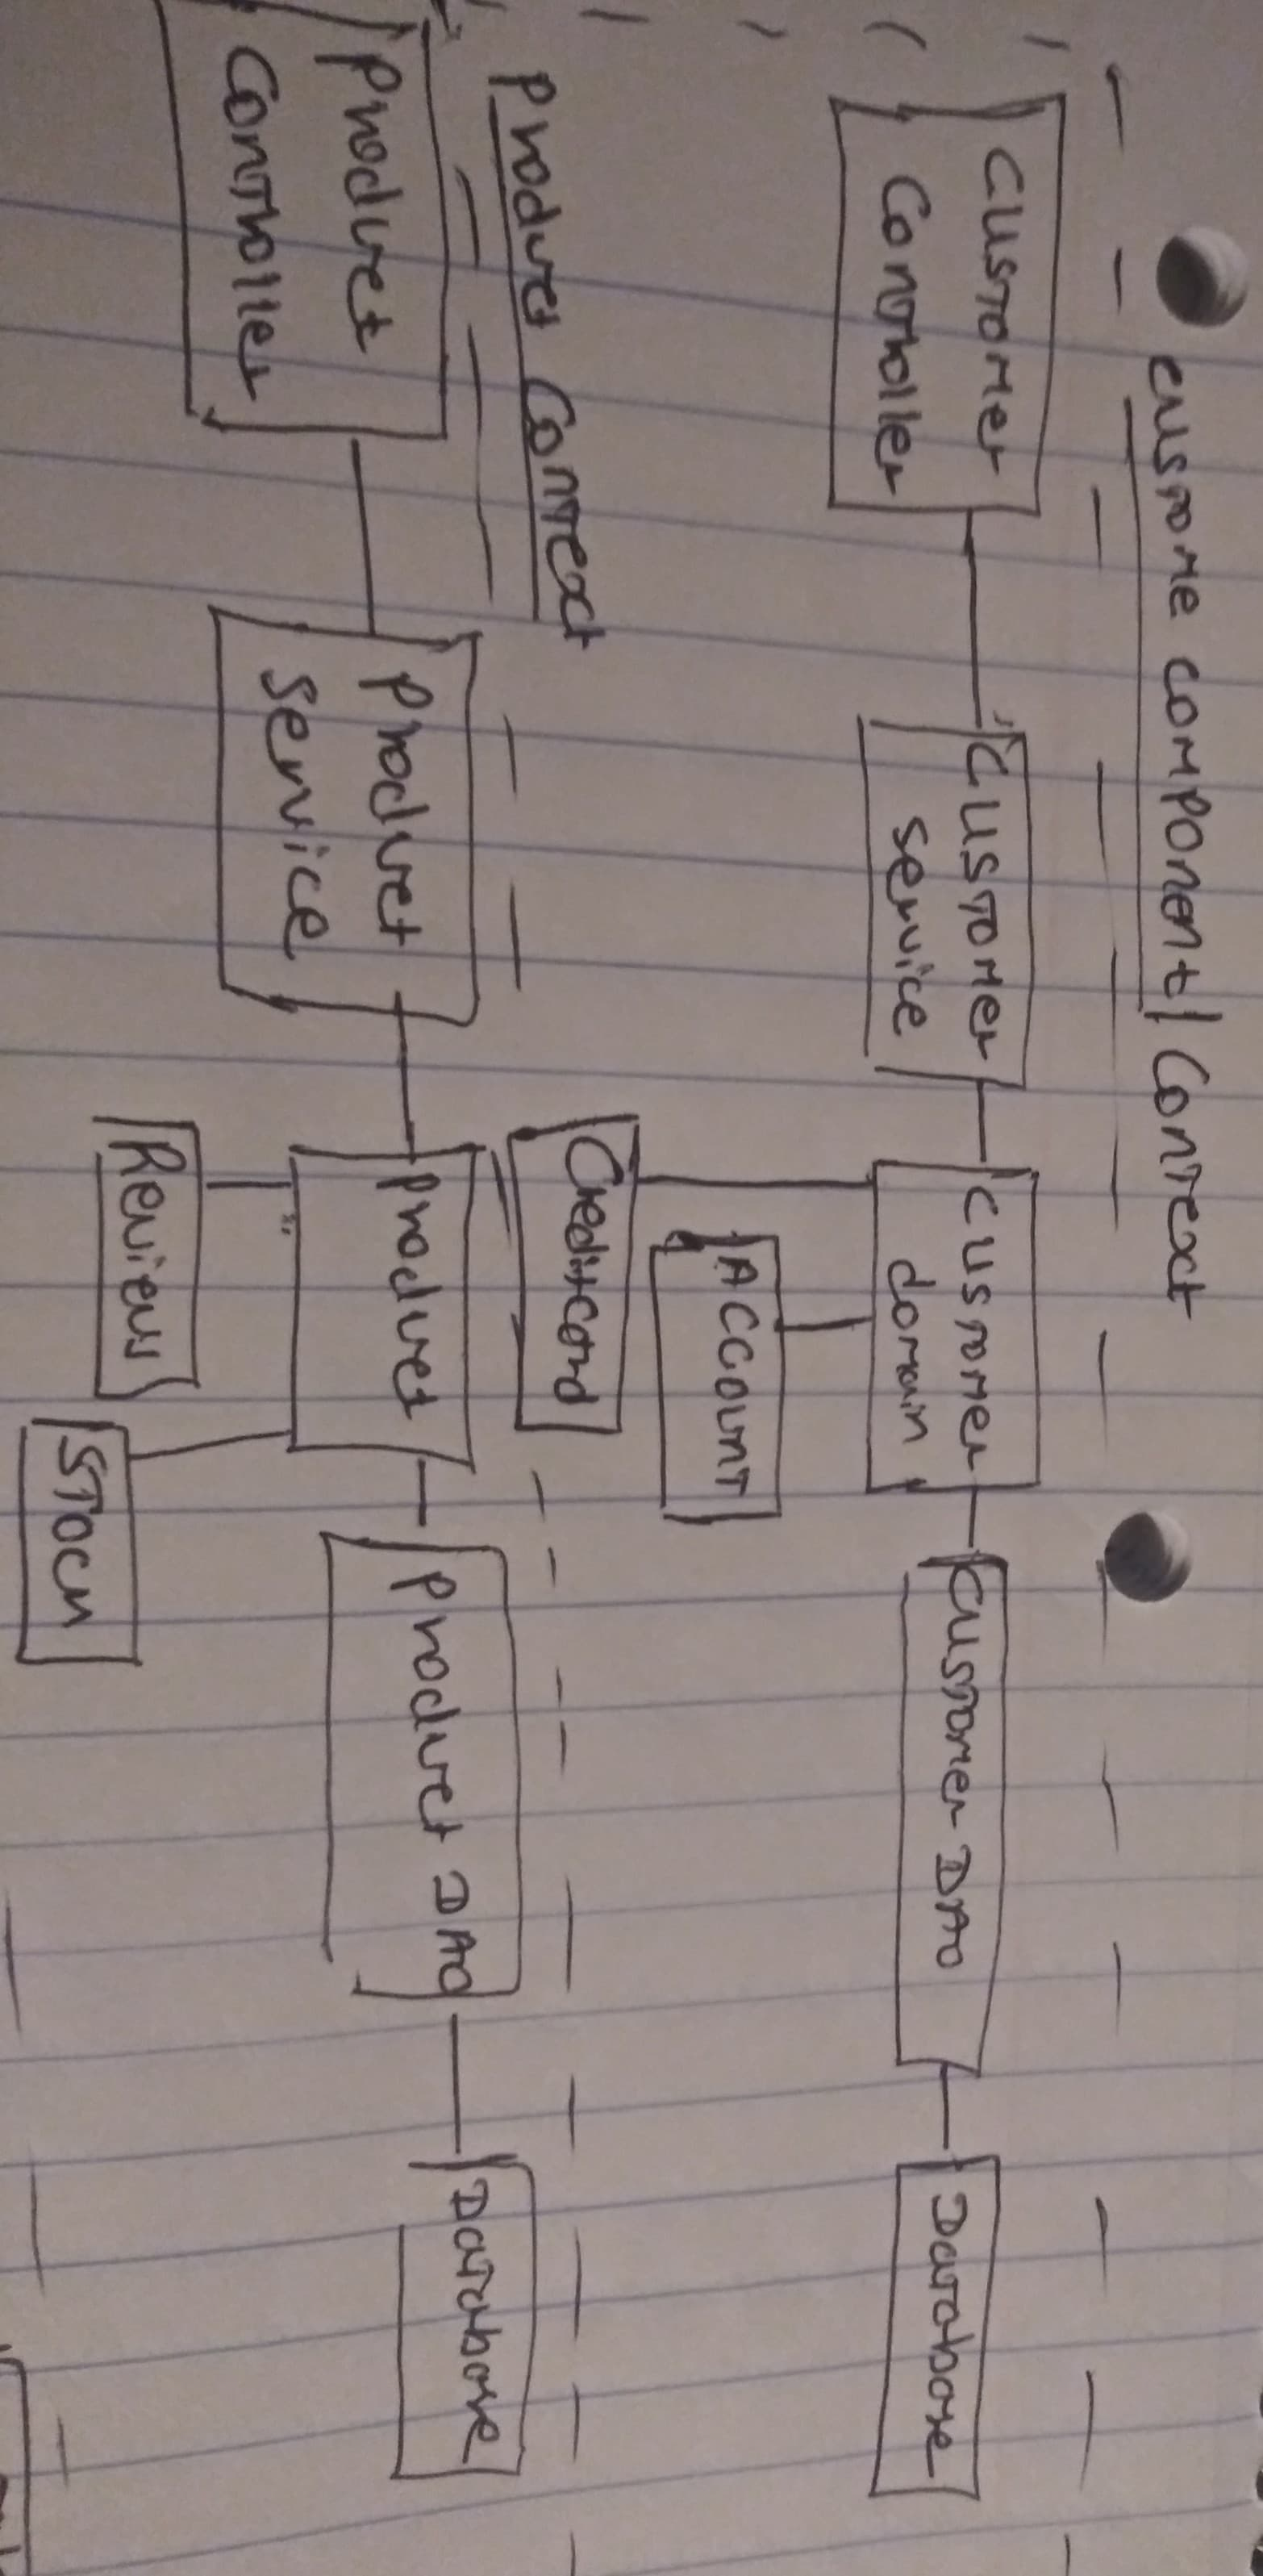 Custome component | Context
Customer
Controller
Customer
service
Customer
domain
Customer DAO
Database
Account
Creditcard
Product Context
Product
Controller
Product
Service
Product
Product DAO
Database
Reviews
Stock